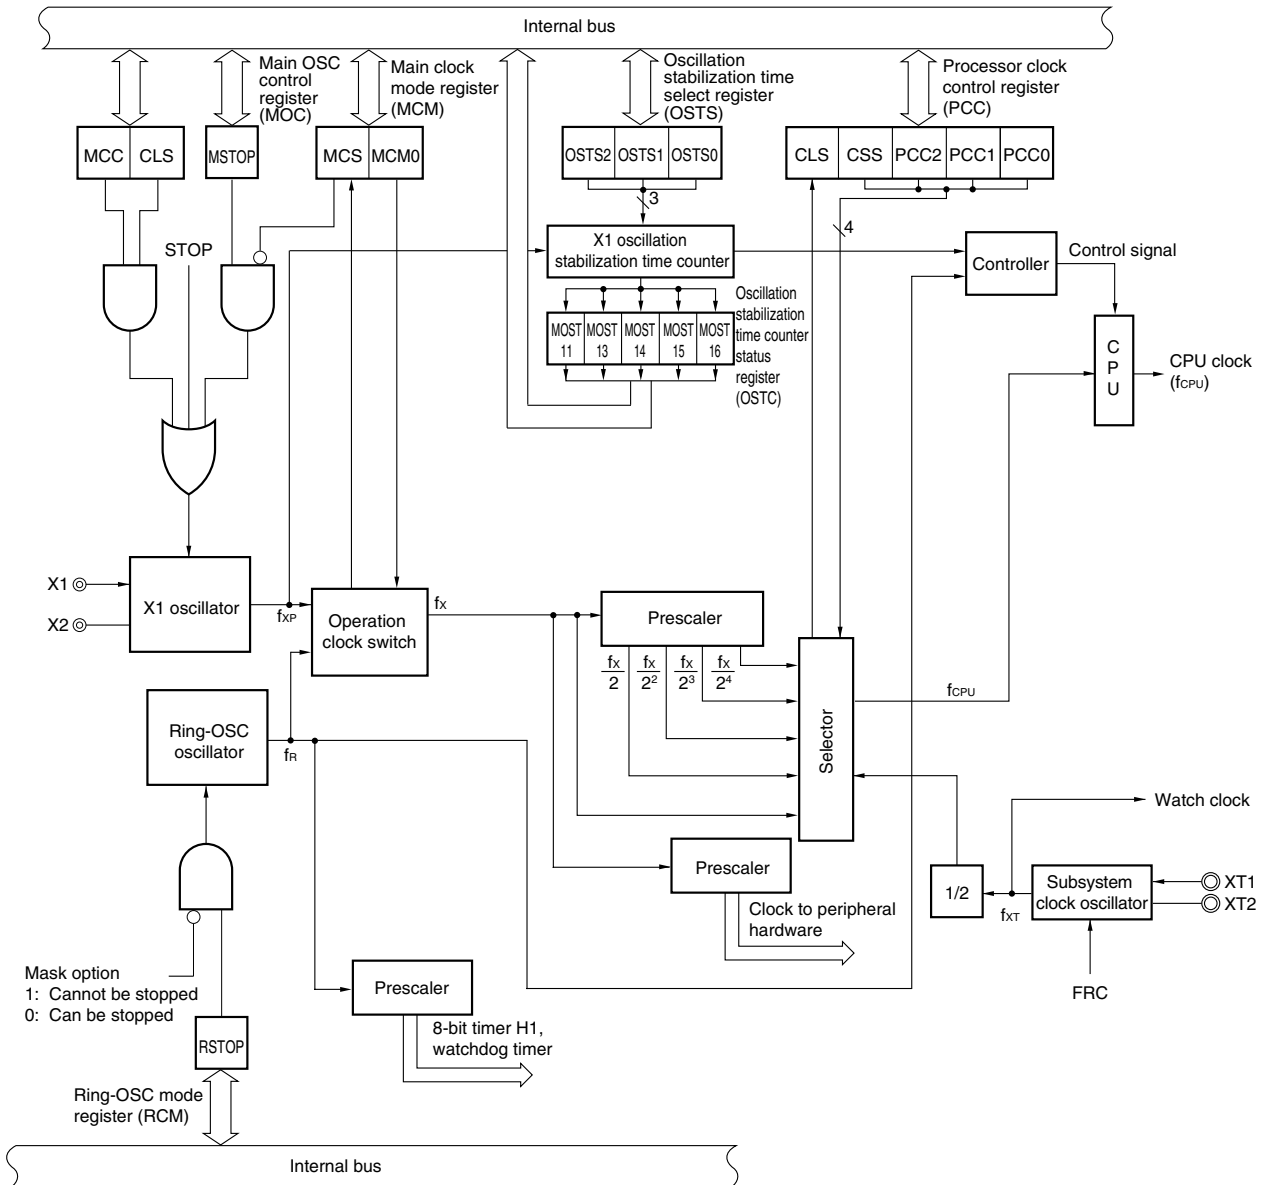 Internal bus
Main OSC
control
register
(MOC)
Main clock
mode register
(MCM)
Oscillation
stabilization time
select register
(OSTS)
Processor clock
control register
(PCC)
MCC CLS
MSTOP
MCS MCM0
OSTS2 OSTS1 OSTS0
CLS CSS PCC2 PCC1 PCC0
3
4
STOP
X1 oscillation
stabilization time counter
Controller
Control signal
MOST MOST MOST MOST MOST
11 13 14 15 16
Oscillation
stabilization
time counter
status
register
(OSTC)
C
P
U
CPU clock
(fCPU)
X1
X2
X1 oscillator
fXP
Operation
clock switch
fX
Prescaler
fX fX fX fX
2 2² 2³ 2⁴
Selector
fCPU
Ring-OSC
oscillator
fR
Watch clock
Prescaler
Clock to peripheral
hardware
1/2
fXT
Subsystem
clock oscillator
XT1
XT2
FRC
Mask option
1: Cannot be stopped
0: Can be stopped
Prescaler
8-bit timer H1,
watchdog timer
RSTOP
Ring-OSC mode
register (RCM)
Internal bus